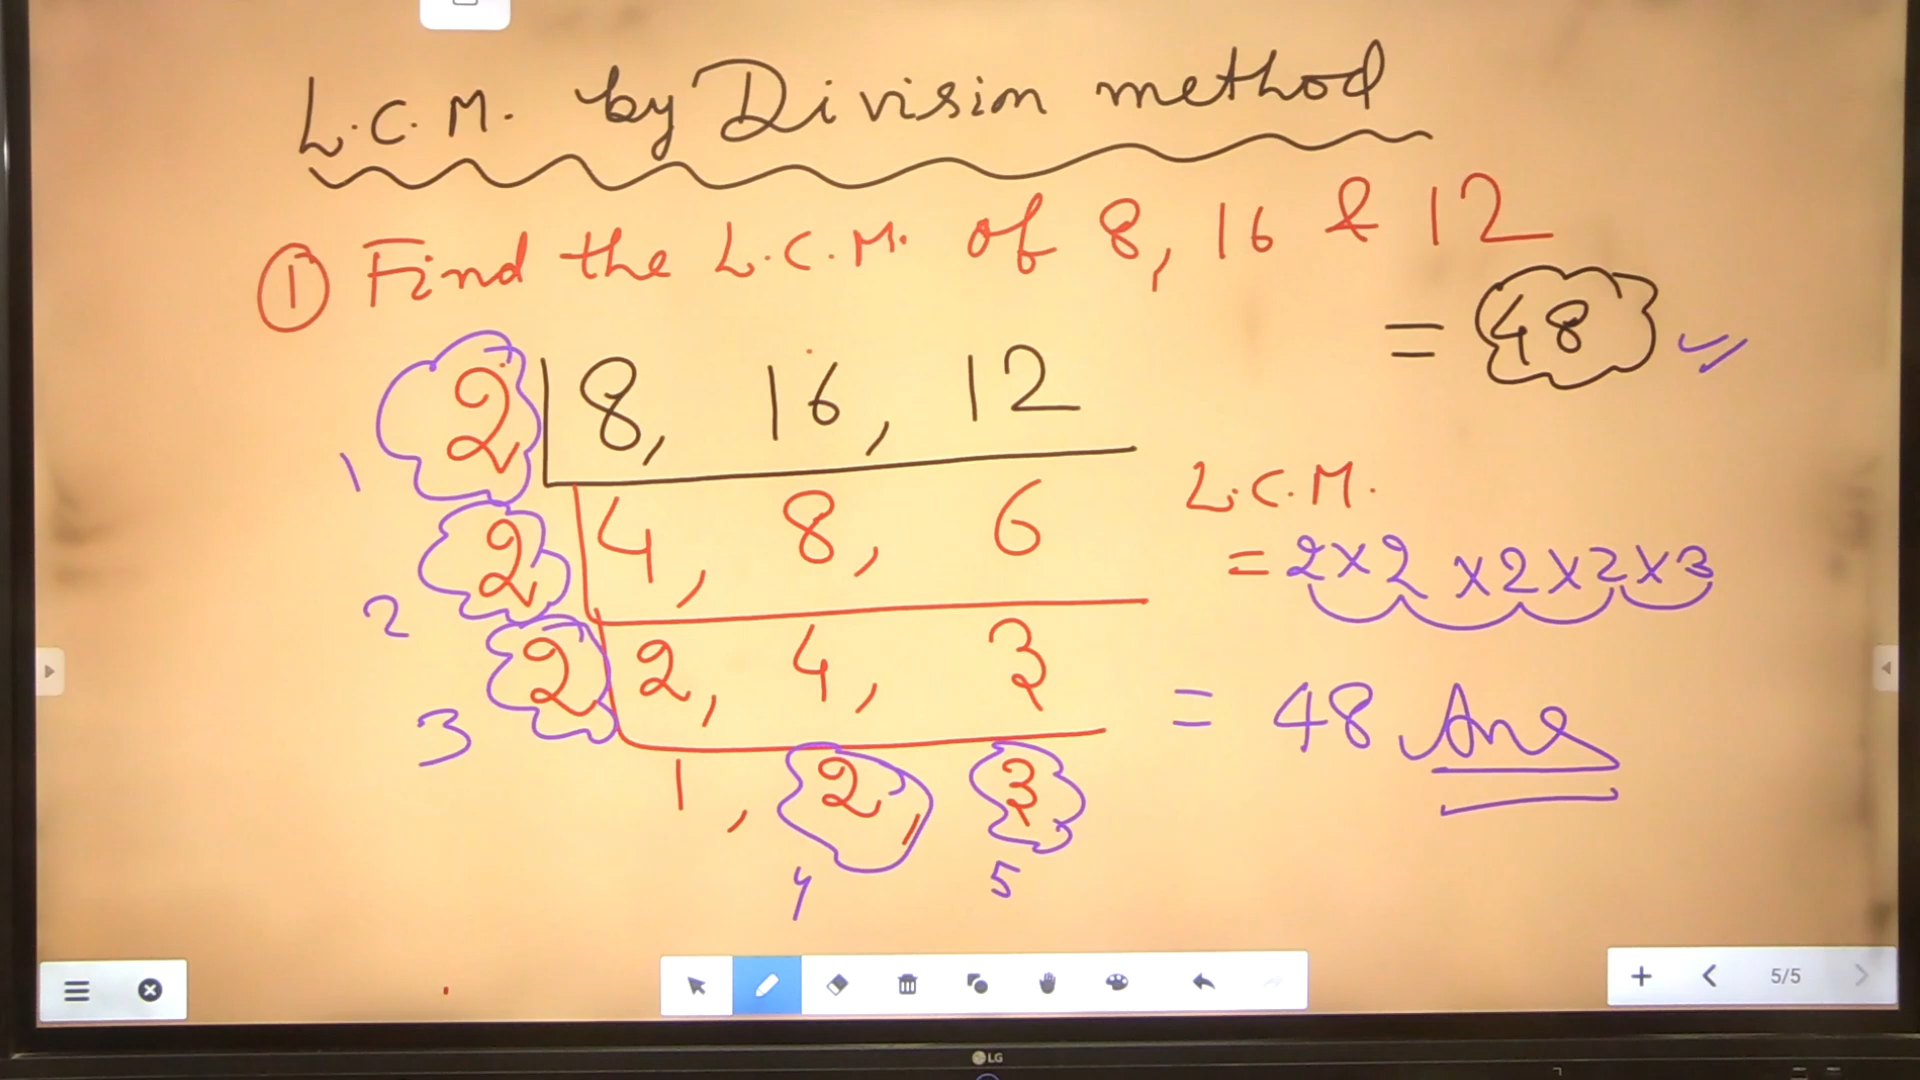 L.C.M. by Division method
① Find the L.C.M. of 8, 16 & 12
= 48
2 8, 16, 12
1
2 4, 8, 6
2
2 2, 4, 3
3
1, 2, 3
4 5
L.C.M.
= 2×2×2×2×3
= 48 Ans
5/5
LG